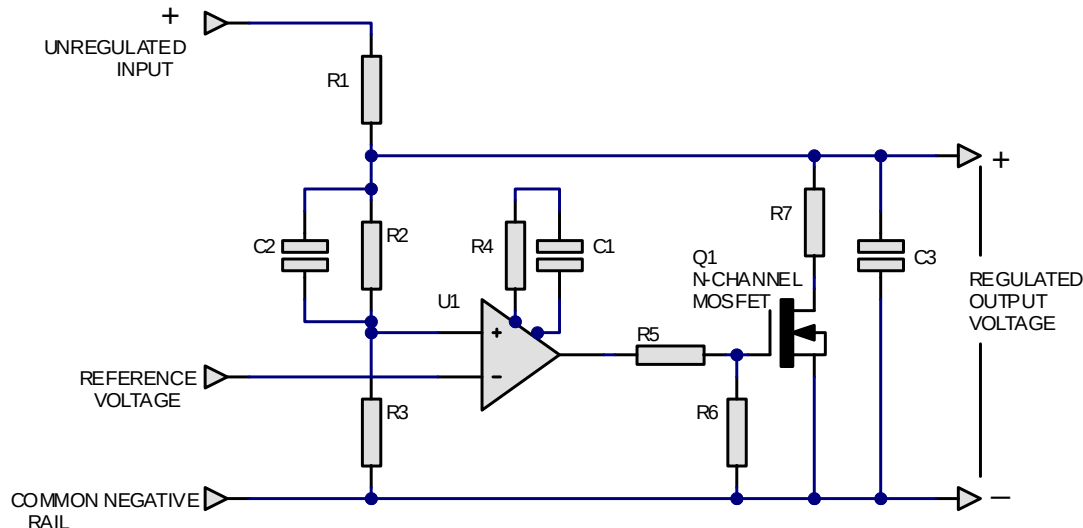 +
UNREGULATED
INPUT
R1
+
C2
R2
R4
C1
R7
C3
Q1
N-CHANNEL
MOSFET
U1
REGULATED
OUTPUT
VOLTAGE
+
R5
−
REFERENCE
VOLTAGE
R3
R6
COMMON NEGATIVE
RAIL
−